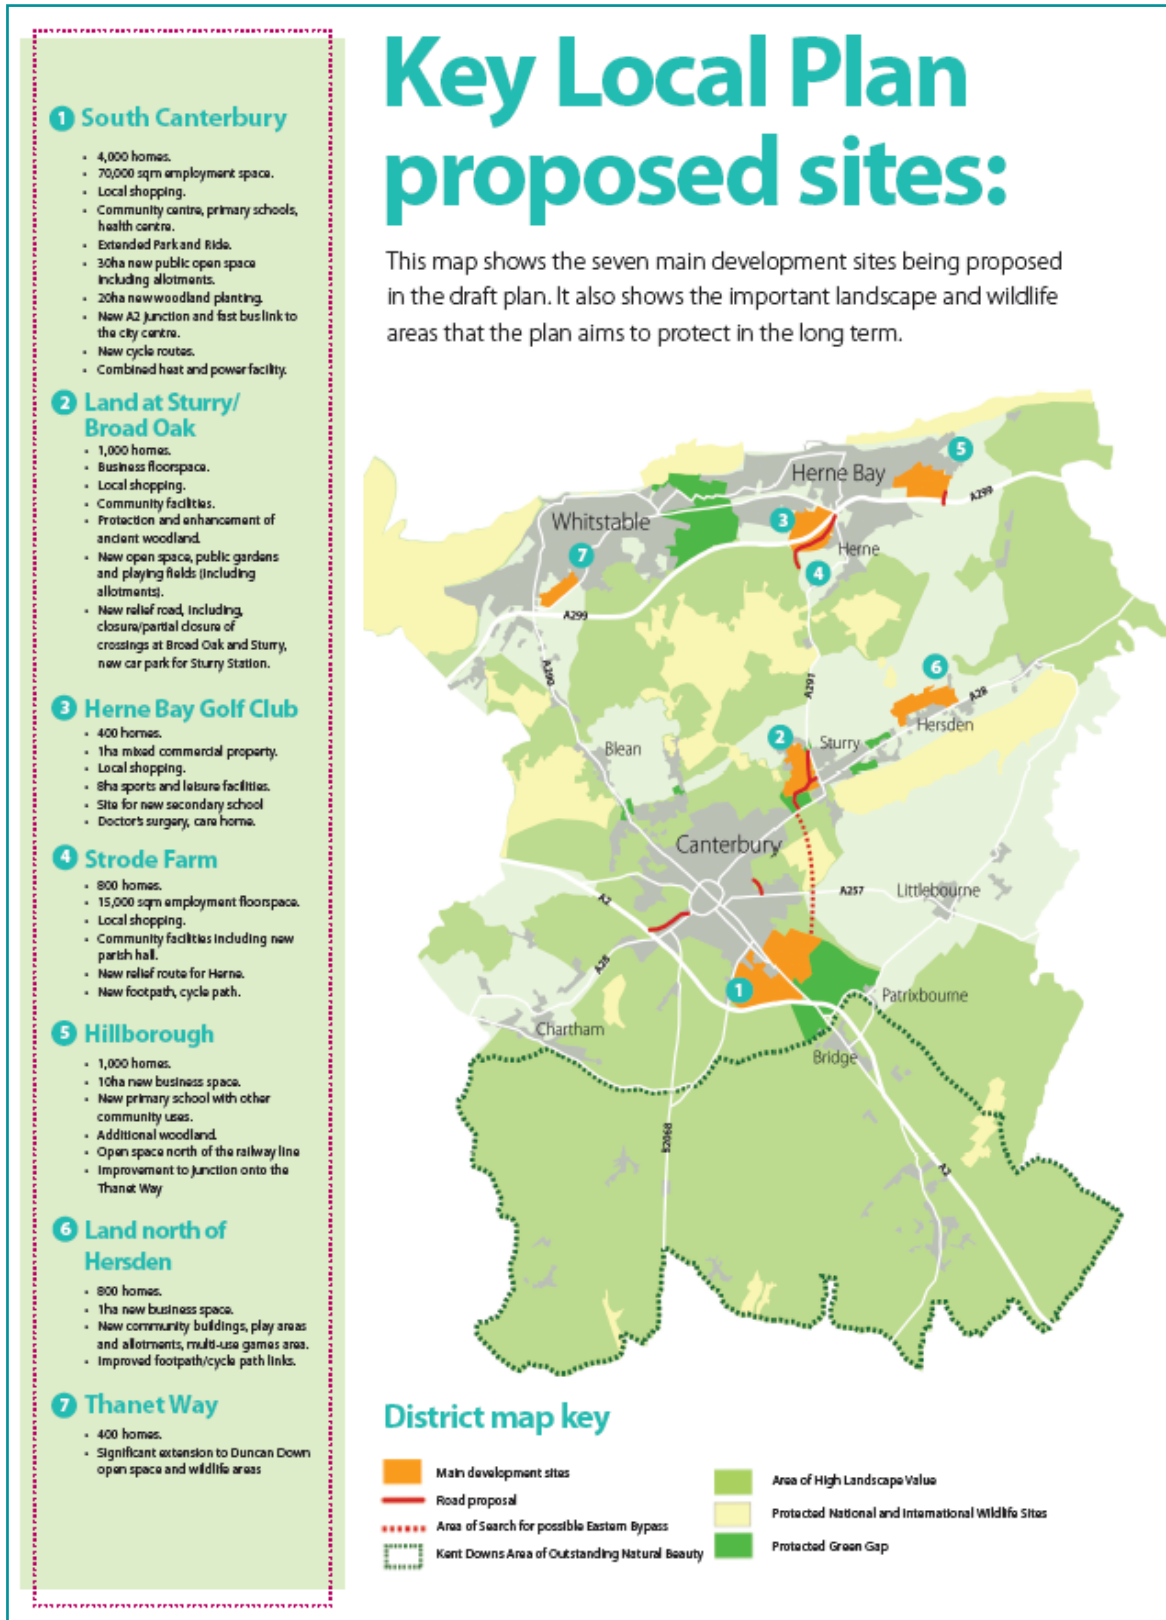 1 South Canterbury
• 4,000 homes.
• 70,000 sqm employment space.
• Local shopping.
• Community centre, primary schools,
health centre.
• Extended Park and Ride.
• 30ha new public open space
including allotments.
• 20ha new woodland planting.
• New A2 junction and fast bus link to
the city centre.
• New cycle routes.
• Combined heat and power facility.
2 Land at Sturry/
Broad Oak
• 1,000 homes.
• Business floorspace.
• Local shopping.
• Community facilities.
• Protection and enhancement of
ancient woodland.
• New open space, public gardens
and playing fields (including
allotments).
• New relief road, including,
closure/partial closure of
crossings at Broad Oak and Sturry,
new car park for Sturry Station.
3 Herne Bay Golf Club
• 400 homes.
• 1ha mixed commercial property.
• Local shopping.
• 8ha sports and leisure facilities.
• Site for new secondary school
• Doctor's surgery, care home.
4 Strode Farm
• 800 homes.
• 15,000 sqm employment floorspace.
• Local shopping.
• Community facilities including new
parish hall.
• New relief route for Herne.
• New footpath, cycle path.
5 Hillborough
• 1,000 homes.
• 10ha new business space.
• New primary school with other
community uses.
• Additional woodland.
• Open space north of the railway line
• Improvement to junction onto the
Thanet Way
6 Land north of
Hersden
• 800 homes.
• 1ha new business space.
• New community buildings, play areas
and allotments, multi-use games area.
• Improved footpath/cycle path links.
7 Thanet Way
• 400 homes.
• Significant extension to Duncan Down
open space and wildlife areas
Key Local Plan
proposed sites:
This map shows the seven main development sites being proposed
in the draft plan. It also shows the important landscape and wildlife
areas that the plan aims to protect in the long term.
5
Herne Bay
A299
Whitstable
3
Herne
7
4
A299
6
A290
A291
A28
Hersden
2
Sturry
Blean
Canterbury
A257
Littlebourne
A2
A28
1
Patrixbourne
Chartham
Bridge
B2068
A2
District map key
Main development sites
Road proposal
Area of Search for possible Eastern Bypass
Kent Downs Area of Outstanding Natural Beauty
Area of High Landscape Value
Protected National and International Wildlife Sites
Protected Green Gap